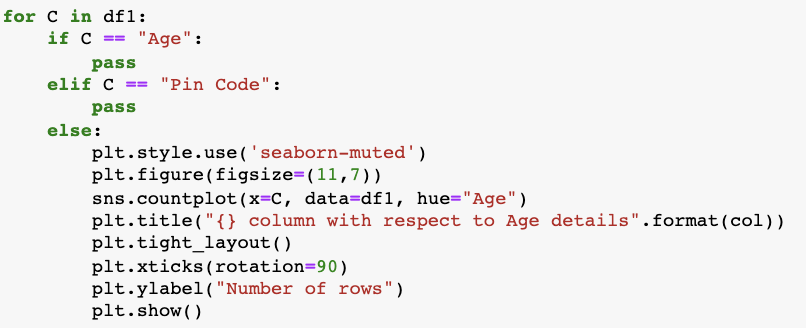 for C in df1:
    if C == "Age":
        pass
    elif C == "Pin Code":
        pass
    else:
        plt.style.use('seaborn-muted')
        plt.figure(figsize=(11,7))
        sns.countplot(x=C, data=df1, hue="Age")
        plt.title("{} column with respect to Age details".format(col))
        plt.tight_layout()
        plt.xticks(rotation=90)
        plt.ylabel("Number of rows")
        plt.show()